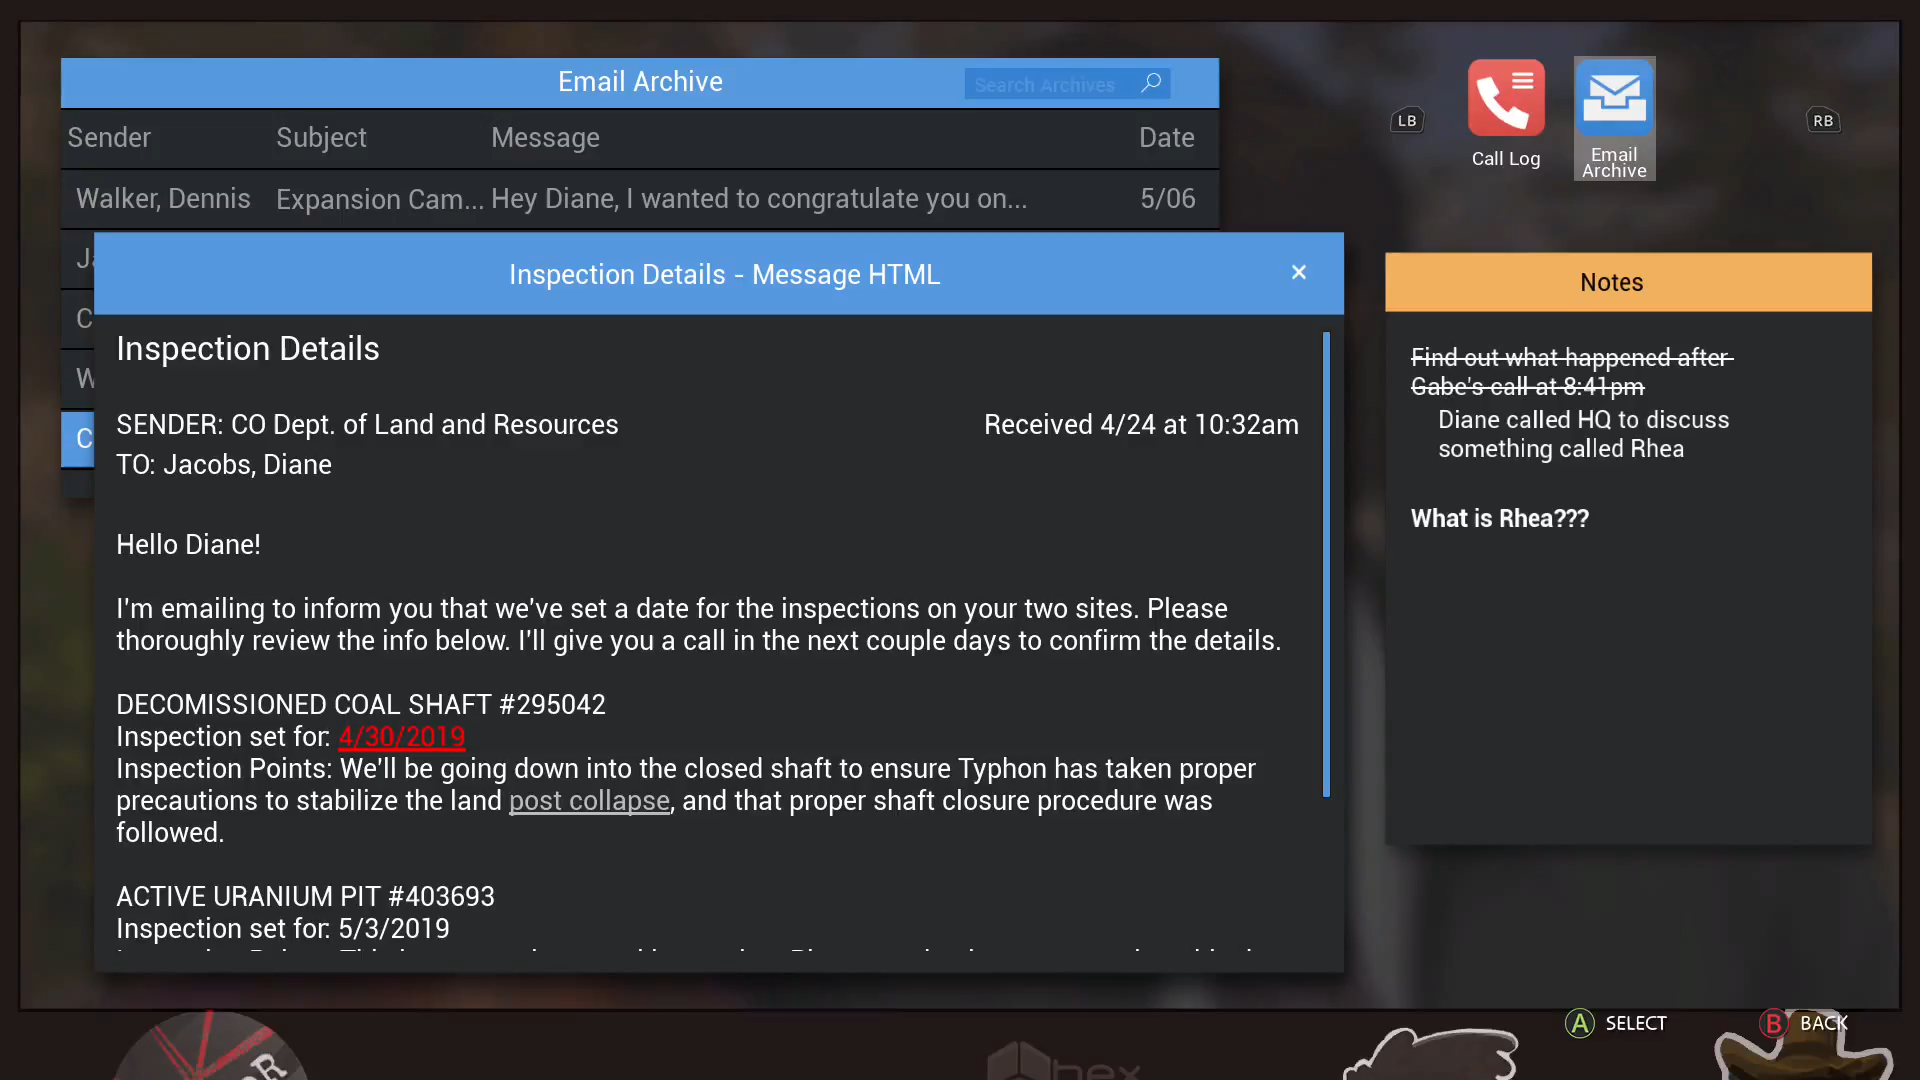 Email Archive
Search Archives
Sender Subject Message Date
Walker, Dennis Expansion Cam... Hey Diane, I wanted to congratulate you on... 5/06
C
W
C
Inspection Details - Message HTML
Inspection Details
SENDER: CO Dept. of Land and Resources Received 4/24 at 10:32am
TO: Jacobs, Diane
Hello Diane!
I'm emailing to inform you that we've set a date for the inspections on your two sites. Please
thoroughly review the info below. I'll give you a call in the next couple days to confirm the details.
DECOMISSIONED COAL SHAFT #295042
Inspection set for: 4/30/2019
Inspection Points: We'll be going down into the closed shaft to ensure Typhon has taken proper
precautions to stabilize the land post collapse, and that proper shaft closure procedure was
followed.
ACTIVE URANIUM PIT #403693
Inspection set for: 5/3/2019
LB
Call Log
Email
Archive
RB
Notes
Find out what happened after
Gabe's call at 8:41pm
Diane called HQ to discuss
something called Rhea
What is Rhea???
A SELECT
B BACK
hex